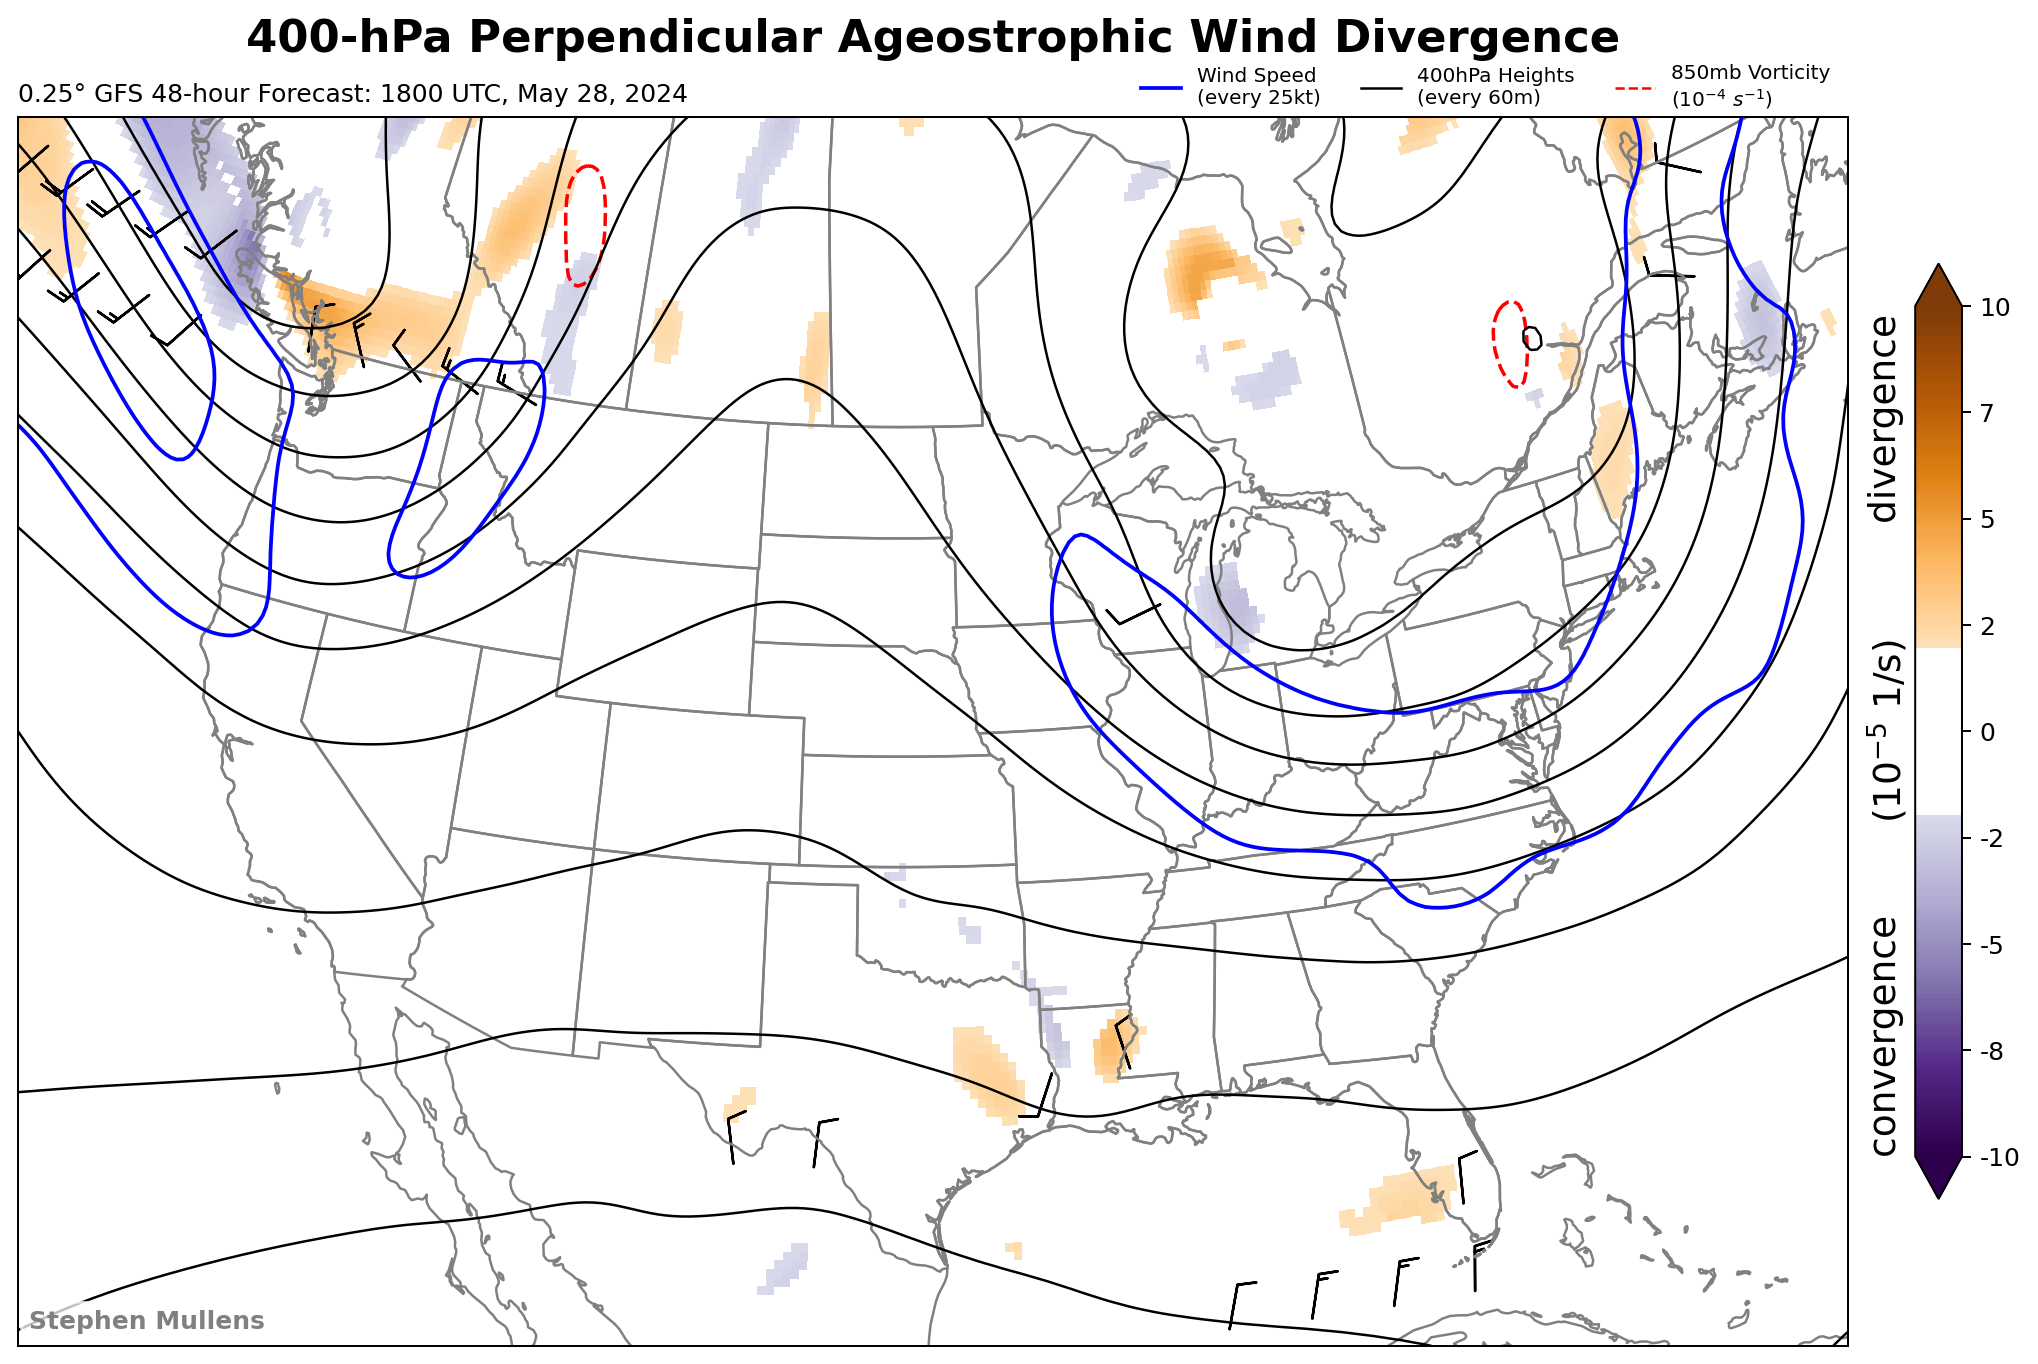 400-hPa Perpendicular Ageostrophic Wind Divergence
0.25° GFS 48-hour Forecast: 1800 UTC, May 28, 2024
Wind Speed
(every 25kt)
400hPa Heights
(every 60m)
850mb Vorticity
(10⁻⁴ s⁻¹)
10
7
5
2
0
-2
-5
-8
-10
convergence (10⁻⁵ 1/s) divergence
Stephen Mullens